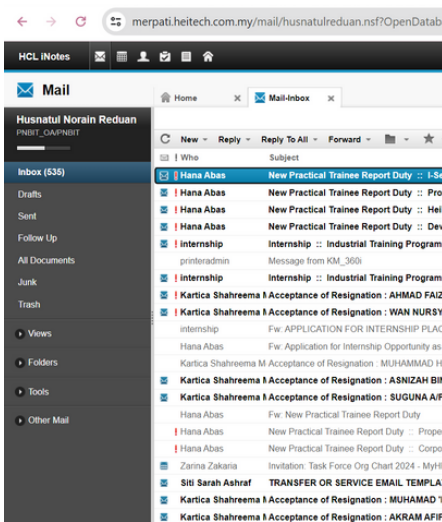 merpati.heitech.com.my/mail/husnatulreduan.nsf?OpenDatab
HCL iNotes
Mail
Home
Mail-Inbox
Husnatul Norain Reduan
PNBIT_OA/PNBIT
New Reply Reply To All Forward
! Who Subject
Inbox (535)
Drafts
Sent
Follow Up
All Documents
Junk
Trash
Views
Folders
Tools
Other Mail
! Hana Abas New Practical Trainee Report Duty :: I-Se
! Hana Abas New Practical Trainee Report Duty :: Pro
! Hana Abas New Practical Trainee Report Duty :: Hei
! Hana Abas New Practical Trainee Report Duty :: Dev
! internship Internship :: Industrial Training Program
printeradmin Message from KM_360i
! internship Internship :: Industrial Training Program
! Kartica Shahreema M Acceptance of Resignation : AHMAD FAIZ
! Kartica Shahreema M Acceptance of Resignation : WAN NURSY
internship Fw: APPLICATION FOR INTERNSHIP PLAC
Hana Abas Fw: Application for Internship Opportunity as
Kartica Shahreema M Acceptance of Resignation : MUHAMMAD H
Kartica Shahreema M Acceptance of Resignation : ASNIZAH BIN
Kartica Shahreema M Acceptance of Resignation : SUGUNA A/P
Hana Abas Fw: New Practical Trainee Report Duty
! Hana Abas New Practical Trainee Report Duty :: Prope
! Hana Abas New Practical Trainee Report Duty :: Corpo
Zarina Zakaria Invitation: Task Force Org Chart 2024 - MyH
Siti Sarah Ashraf TRANSFER OR SERVICE EMAIL TEMPLA
Kartica Shahreema M Acceptance of Resignation : MUHAMAD
Kartica Shahreema M Acceptance of Resignation : AKRAM AFIF